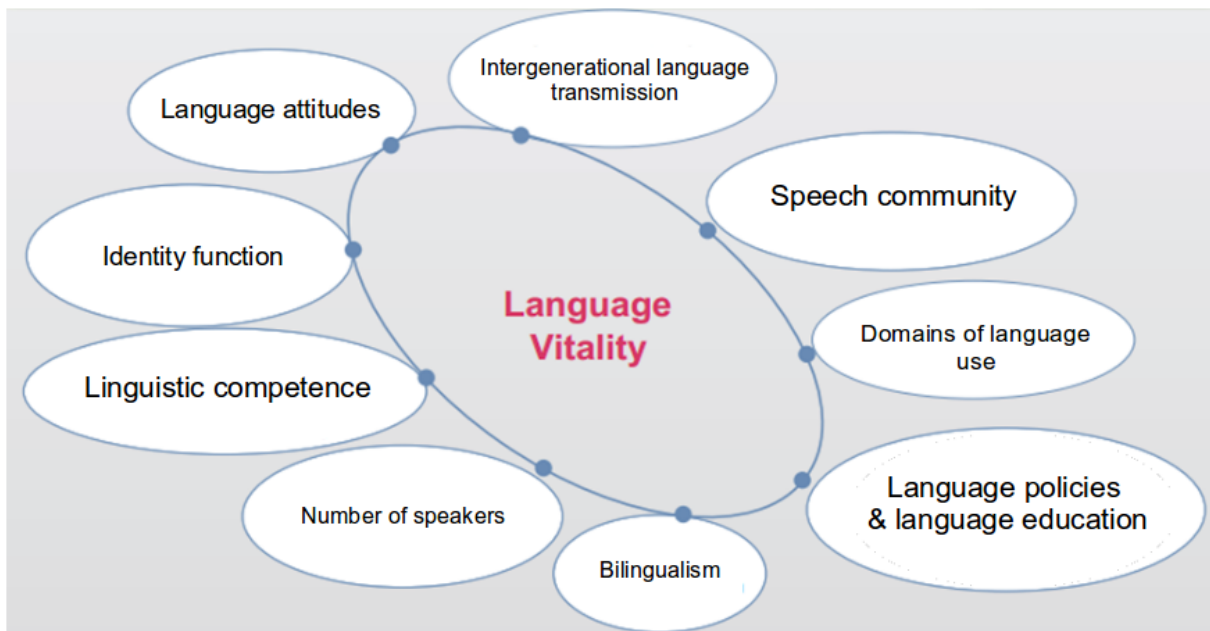 Intergenerational language
transmission
Language attitudes
Speech community
Identity function
Language
Vitality
Domains of language
use
Linguistic competence
Language policies
& language education
Number of speakers
Bilingualism